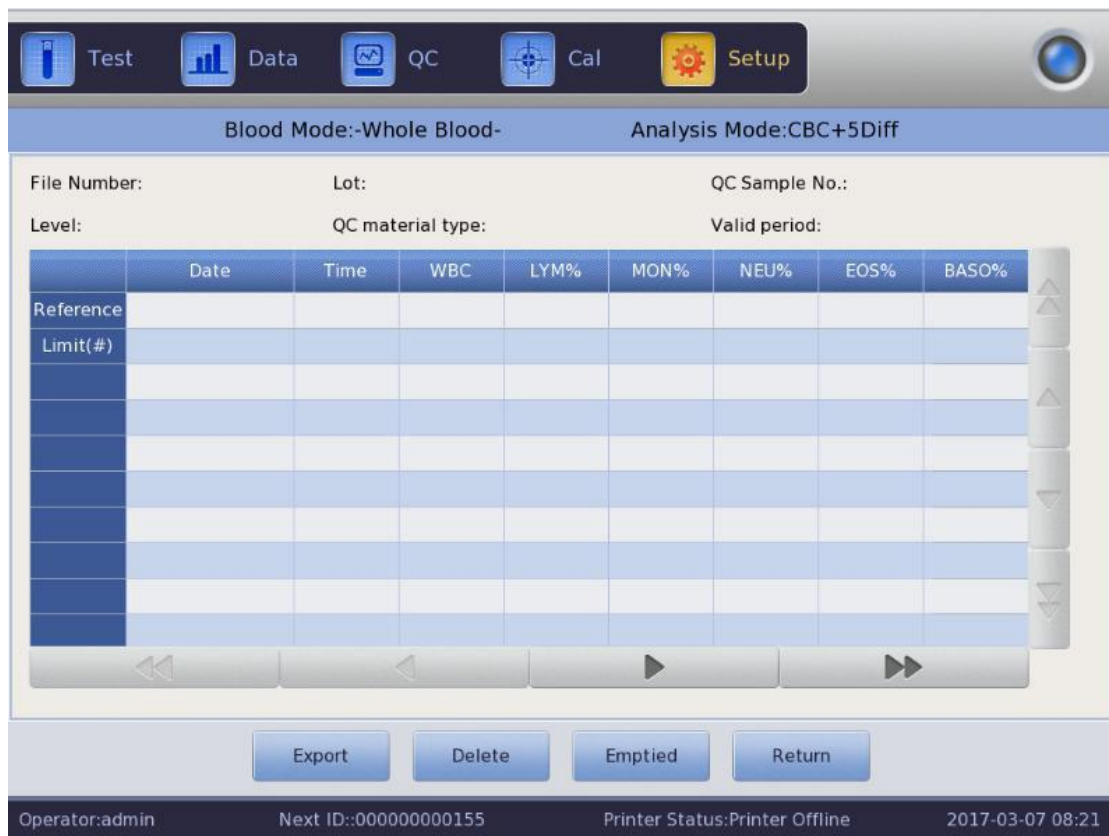 Test Data QC Cal Setup
Blood Mode:-Whole Blood- Analysis Mode:CBC+5Diff
File Number: Lot: QC Sample No.:
Level: QC material type: Valid period:
Date Time WBC LYM% MON% NEU% EOS% BASO%
Reference
Limit(#)
Export Delete Emptied Return
Operator:admin Next ID::000000000155 Printer Status:Printer Offline 2017-03-07 08:21